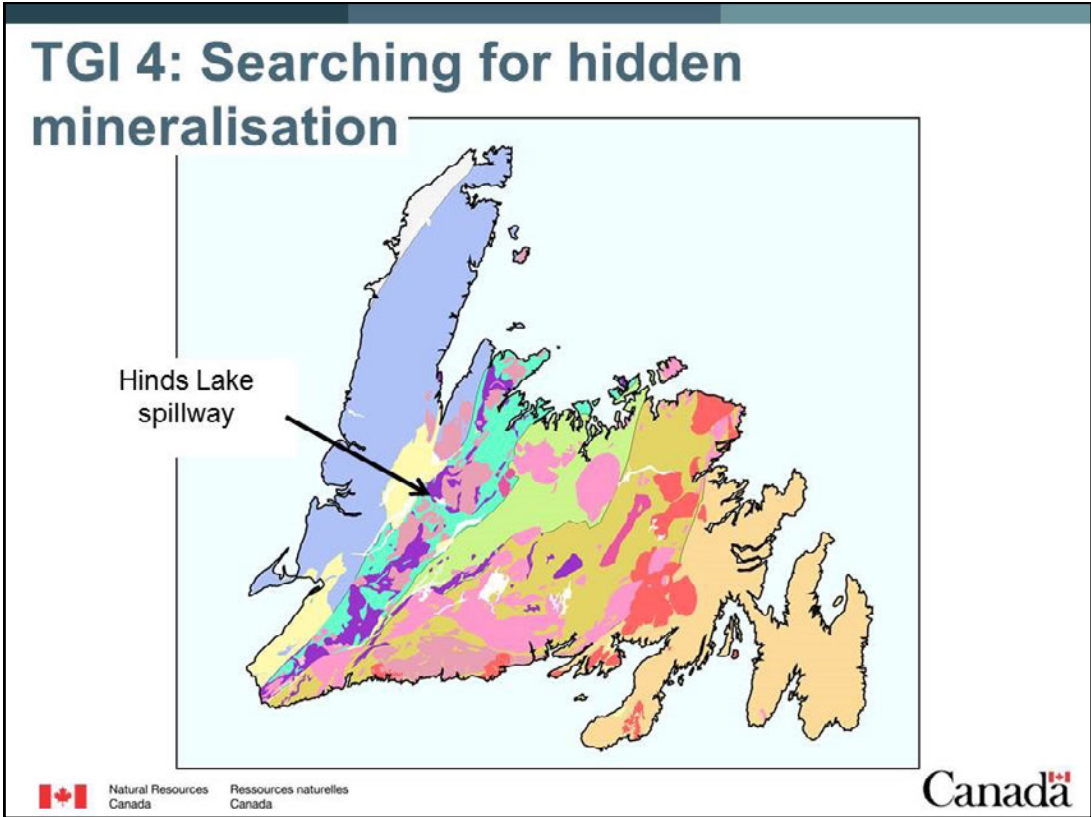 TGI 4: Searching for hidden
mineralisation
Hinds Lake
spillway
Natural Resources
Canada
Ressources naturelles
Canada
Canada